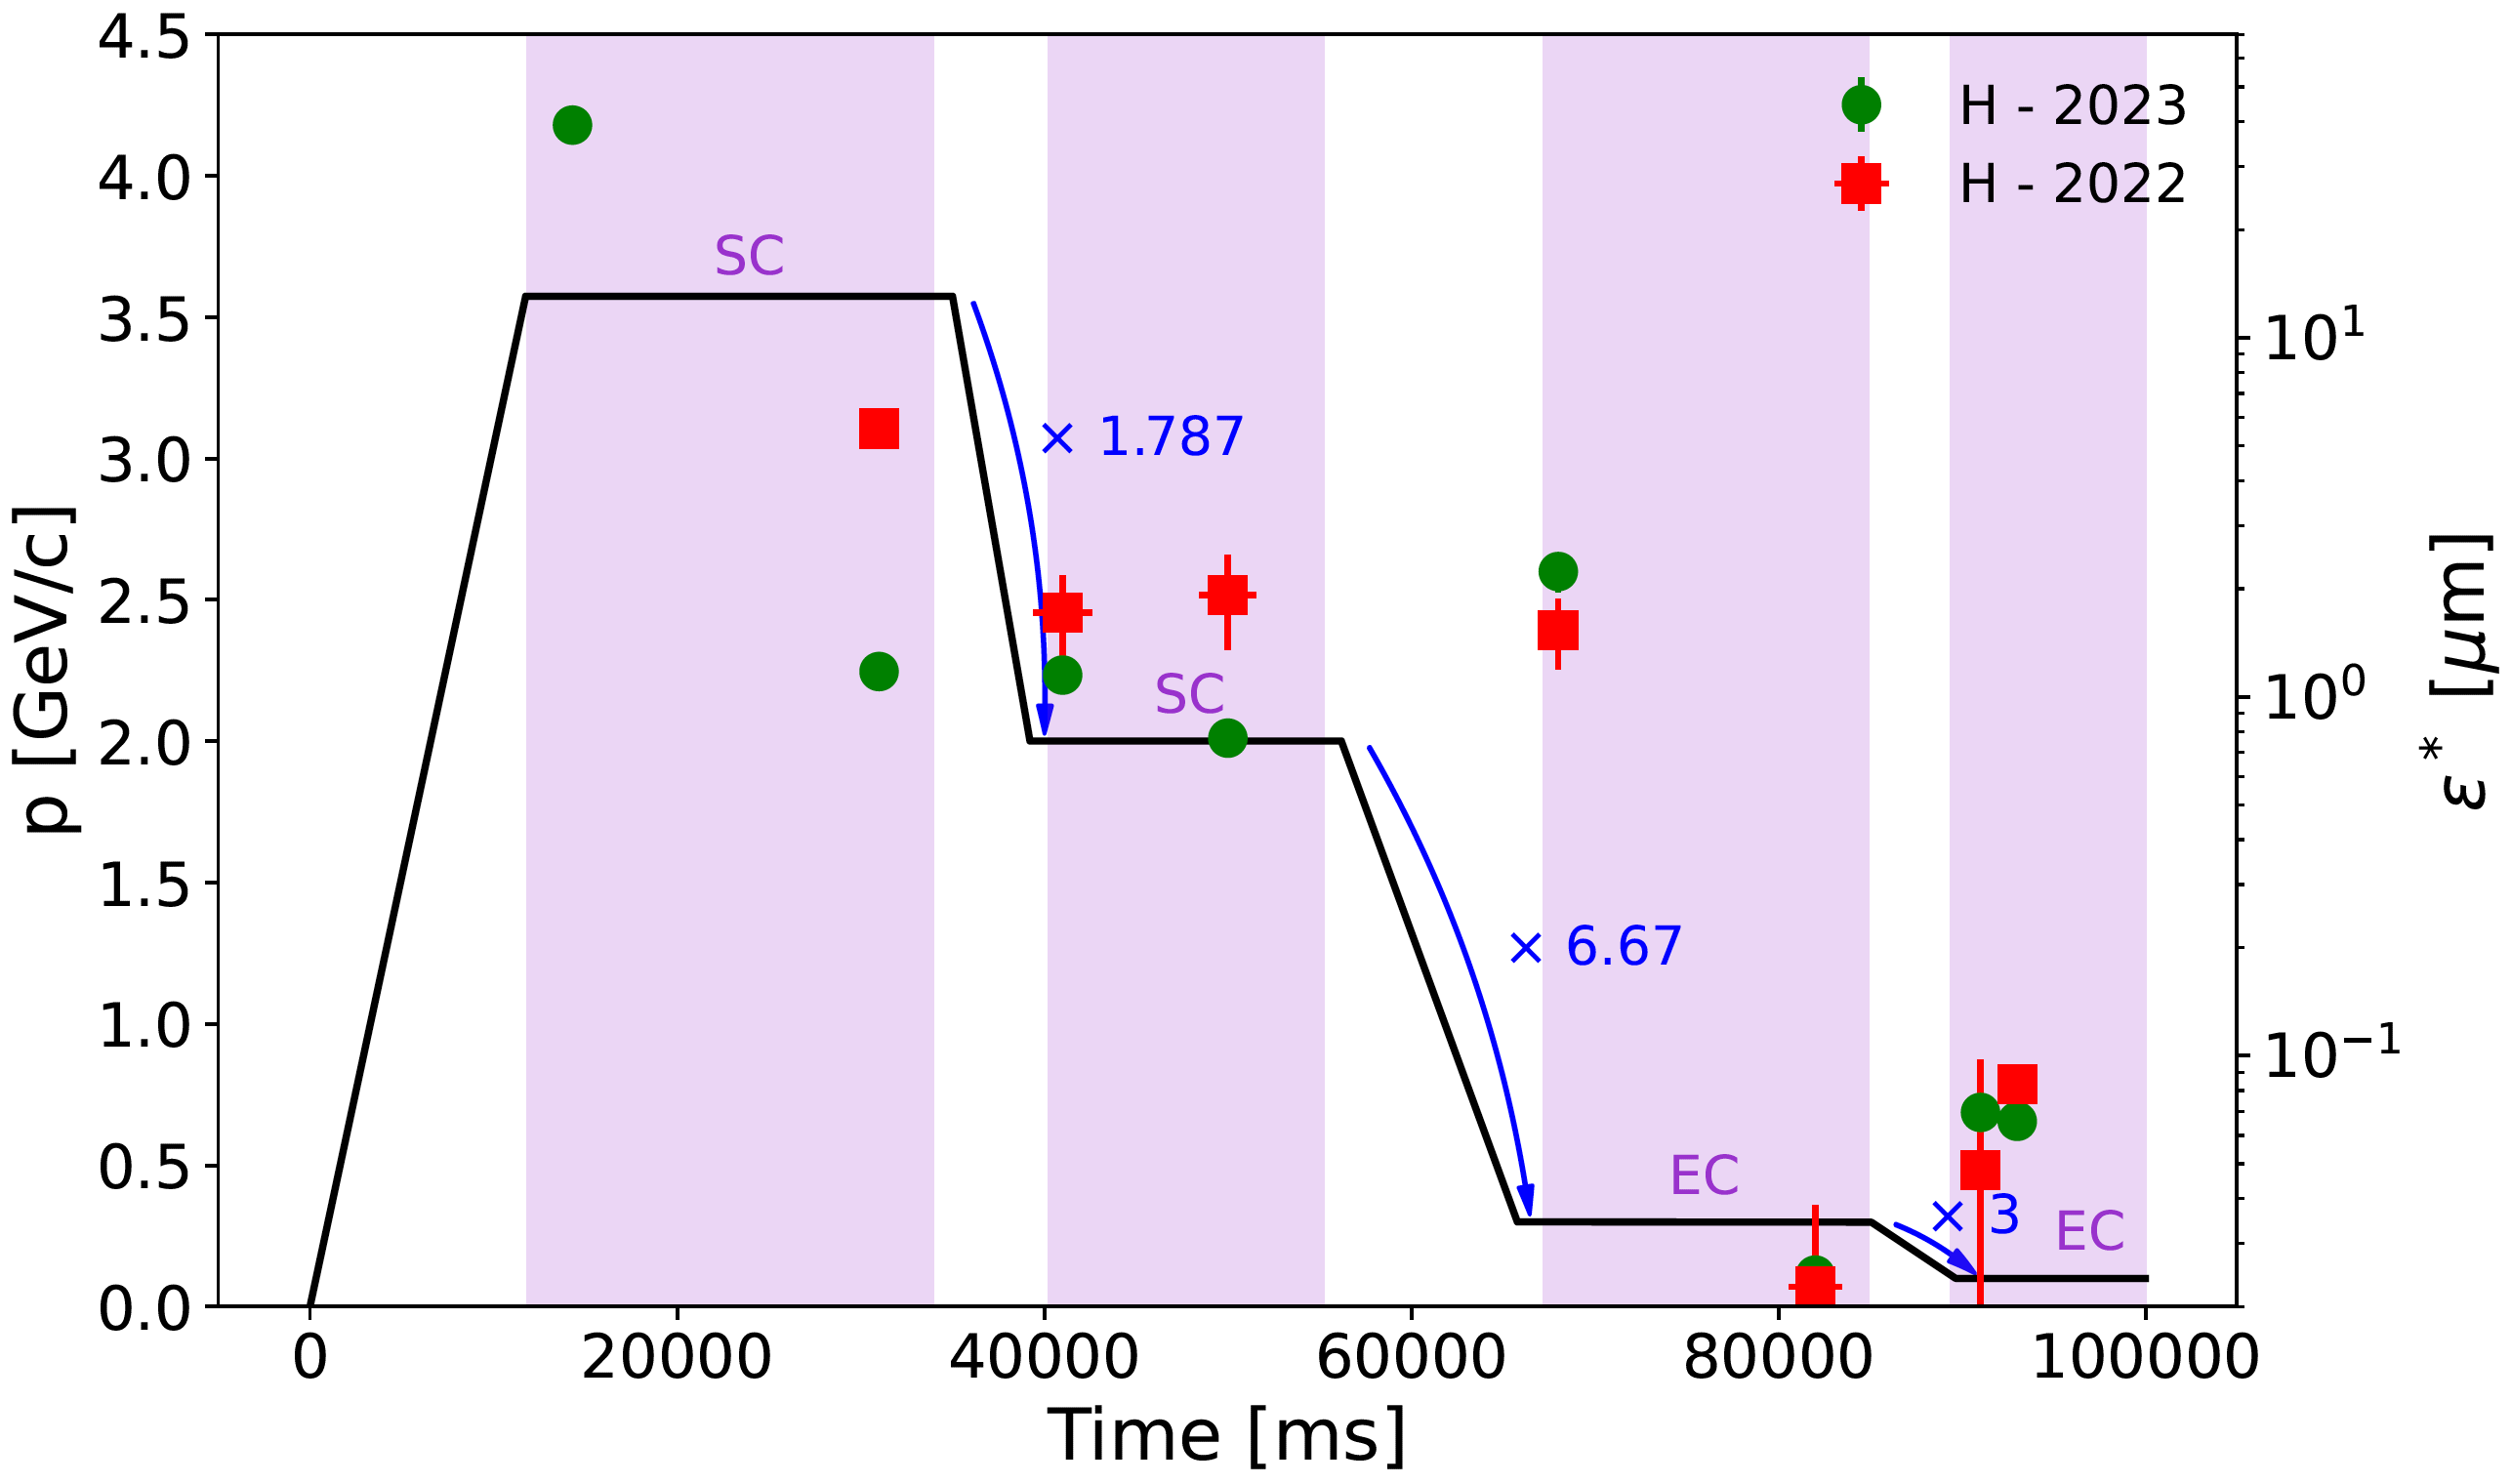 4.5
4.0
3.5
3.0
2.5
2.0
1.5
1.0
0.5
0.0
p [GeV/c]
H - 2023
H - 2022
SC
× 1.787
SC
× 6.67
EC
× 3
EC
10¹
10⁰
10⁻¹
ε* [μm]
0 20000 40000 60000 80000 100000
Time [ms]